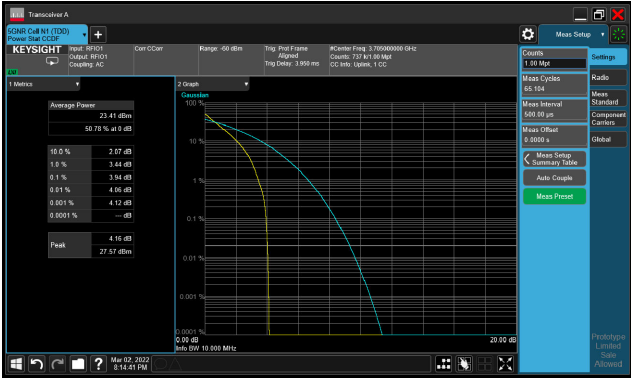 Transceiver A
5GNR Cell N1 (TDD)
Power Stat CCDF
Meas Setup
KEYSIGHT
Input: RFIO1
Output: RFIO1
Coupling: AC
Corr CCorr
Range: -60 dBm
Trig: Prot Frame
Aligned
Trig Delay: 3.950 ms
#Center Freq: 3.705000000 GHz
Counts: 737 k/1.00 Mpt
CC Info: Uplink, 1 CC
1 Metrics
Average Power
23.41 dBm
50.78 % at 0 dB
10.0 % 2.07 dB
1.0 % 3.44 dB
0.1 % 3.94 dB
0.01 % 4.06 dB
0.001 % 4.12 dB
0.0001 % --- dB
Peak
4.16 dB
27.57 dBm
2 Graph
Gaussian
100 %
10 %
1 %
0.1 %
0.01 %
0.001 %
0.0001 %
0.00 dB
20.00 dB
Info BW 10.000 MHz
Counts
1.00 Mpt
Meas Cycles
65.104
Meas Interval
500.00 µs
Meas Offset
0.0000 s
Meas Setup
Summary Table
Auto Couple
Meas Preset
Settings
Radio
Meas
Standard
Component
Carriers
Global
Prototype
Limited
Sale
Allowed
?
Mar 02, 2022
8:14:41 PM